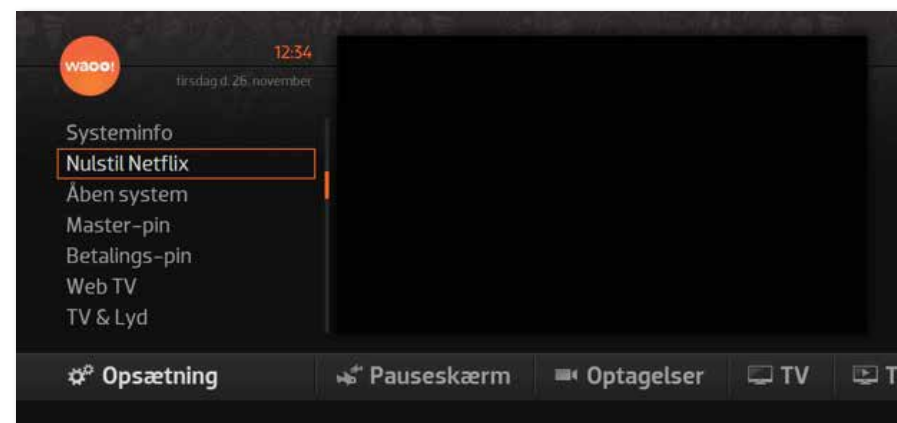 waoo!
12:34
tirsdag d. 26. november
Systeminfo
Nulstil Netflix
Åben system
Master-pin
Betalings-pin
Web TV
TV & Lyd
Opsætning Pauseskærm Optagelser TV T